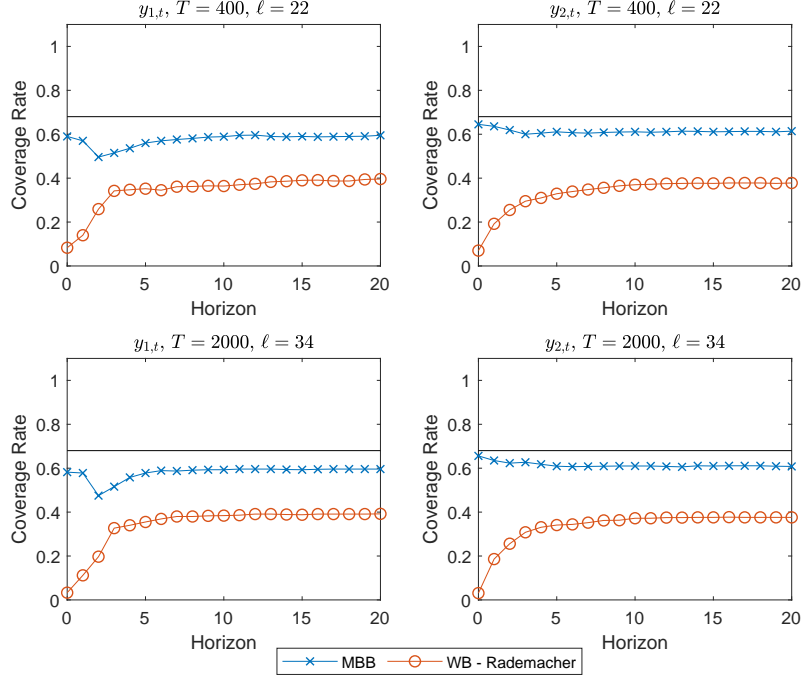 y₁,ₜ, T = 400, ℓ = 22
1
0.8
0.6
0.4
0.2
0
Coverage Rate
0 5 10 15 20
Horizon
y₂,ₜ, T = 400, ℓ = 22
1
0.8
0.6
0.4
0.2
0
Coverage Rate
0 5 10 15 20
Horizon
y₁,ₜ, T = 2000, ℓ = 34
1
0.8
0.6
0.4
0.2
0
Coverage Rate
0 5 10 15 20
Horizon
y₂,ₜ, T = 2000, ℓ = 34
1
0.8
0.6
0.4
0.2
0
Coverage Rate
0 5 10 15 20
Horizon
MBB WB - Rademacher